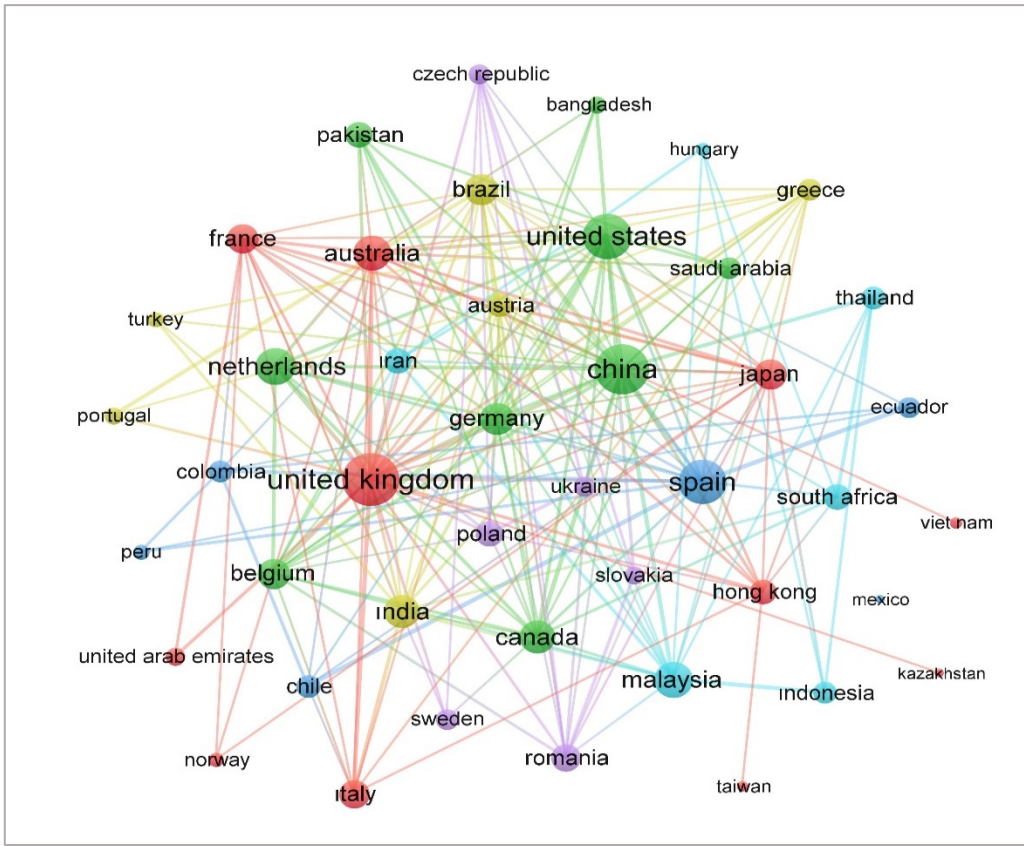 czech republic
bangladesh
pakistan
hungary
brazil
greece
france
united states
australia
saudi arabia
thailand
austria
turkey
iran
netherlands
china
japan
ecuador
portugal
germany
colombia
united kingdom
spain
ukraine
south africa
viet nam
poland
peru
belgium
slovakia
hong kong
mexico
india
canada
united arab emirates
kazakhstan
chile
malaysia
indonesia
sweden
romania
norway
taiwan
italy